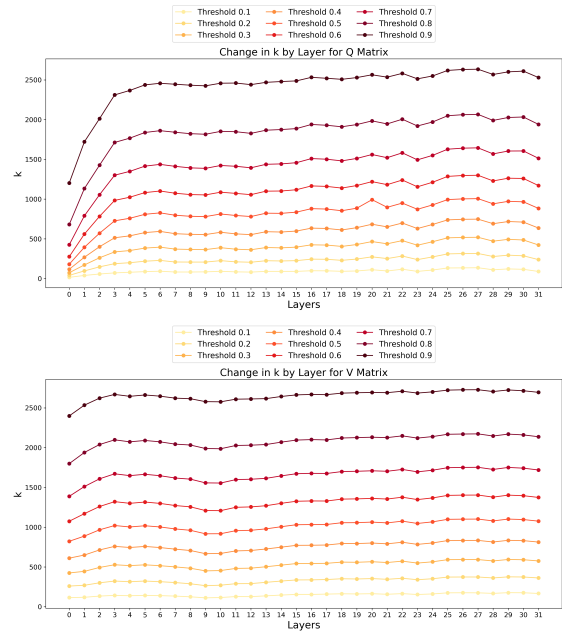 Threshold 0.1 Threshold 0.4 Threshold 0.7
Threshold 0.2 Threshold 0.5 Threshold 0.8
Threshold 0.3 Threshold 0.6 Threshold 0.9
Change in k by Layer for Q Matrix
2500
2000
1500
1000
500
0
k
0 1 2 3 4 5 6 7 8 9 10 11 12 13 14 15 16 17 18 19 20 21 22 23 24 25 26 27 28 29 30 31
Layers
Threshold 0.1 Threshold 0.4 Threshold 0.7
Threshold 0.2 Threshold 0.5 Threshold 0.8
Threshold 0.3 Threshold 0.6 Threshold 0.9
Change in k by Layer for V Matrix
2500
2000
1500
1000
500
0
k
0 1 2 3 4 5 6 7 8 9 10 11 12 13 14 15 16 17 18 19 20 21 22 23 24 25 26 27 28 29 30 31
Layers